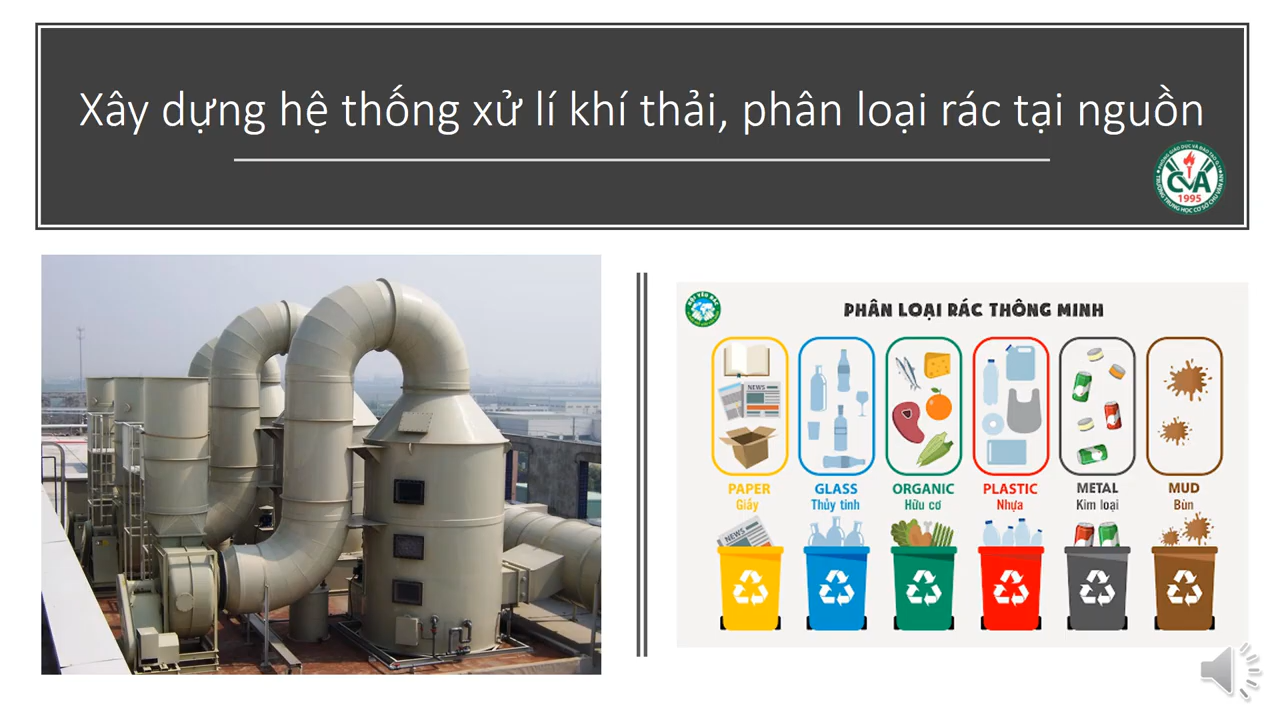 Xây dựng hệ thống xử lí khí thải, phân loại rác tại nguồn
CVA
1995
PHÂN LOẠI RÁC THÔNG MINH
NEWS
PAPER
Giấy
GLASS
Thủy tinh
ORGANIC
Hữu cơ
PLASTIC
Nhựa
METAL
Kim loại
MUD
Bùn
NEWS